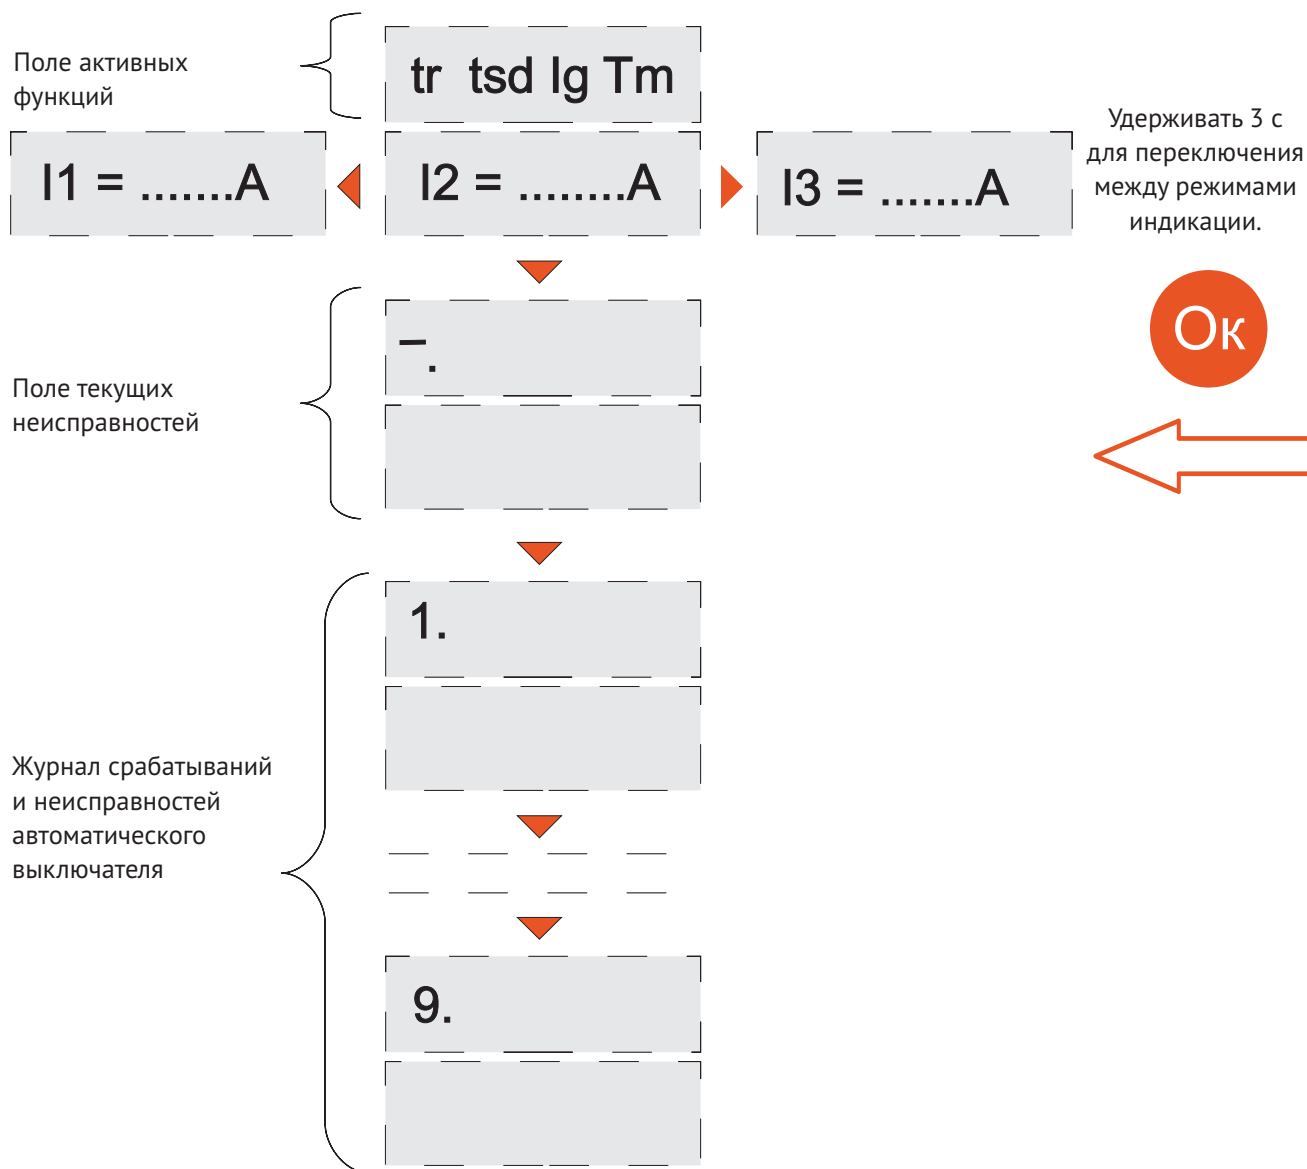 Поле активных
функций
tr tsd Ig Tm
I1 = .......A
I2 = ........A
I3 = .......A
Удерживать 3 с
для переключения
между режимами
индикации.
Ок
Поле текущих
неисправностей
–.
1.
Журнал срабатываний
и неисправностей
автоматического
выключателя
9.